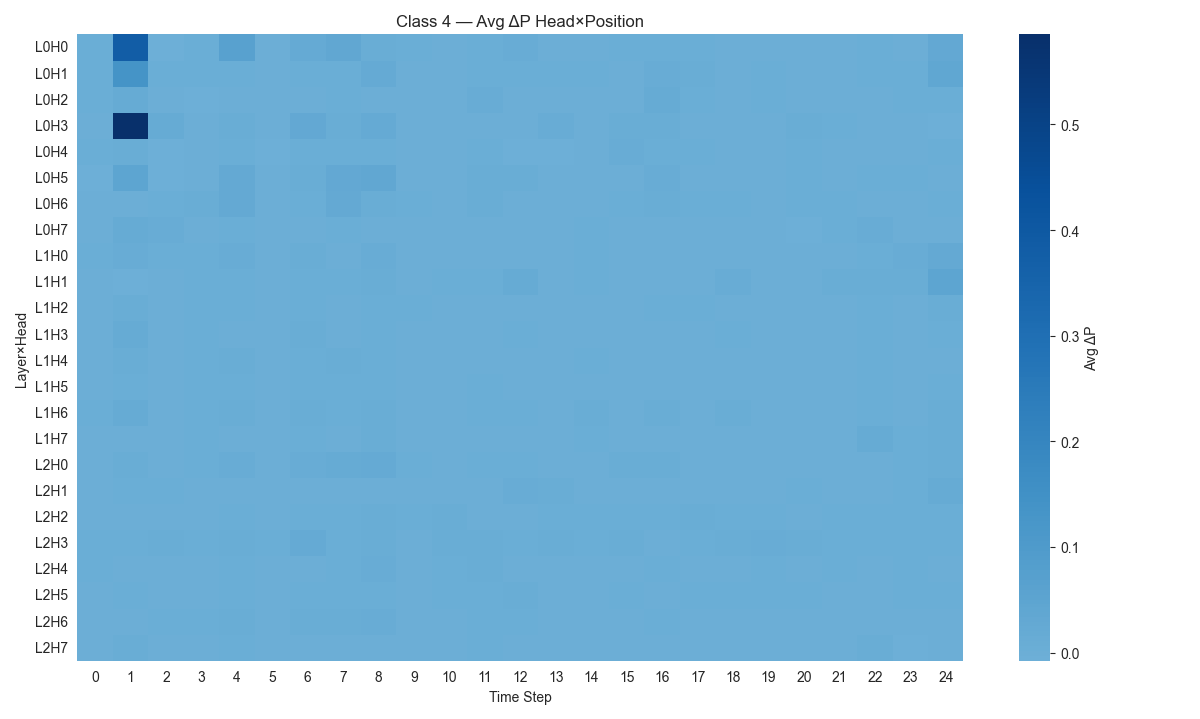 Class 4 — Avg ΔP Head×Position
Layer×Head
L0H0
L0H1
L0H2
L0H3
L0H4
L0H5
L0H6
L0H7
L1H0
L1H1
L1H2
L1H3
L1H4
L1H5
L1H6
L1H7
L2H0
L2H1
L2H2
L2H3
L2H4
L2H5
L2H6
L2H7
0 1 2 3 4 5 6 7 8 9 10 11 12 13 14 15 16 17 18 19 20 21 22 23 24
Time Step
0.5
0.4
0.3
0.2
0.1
0.0
Avg ΔP